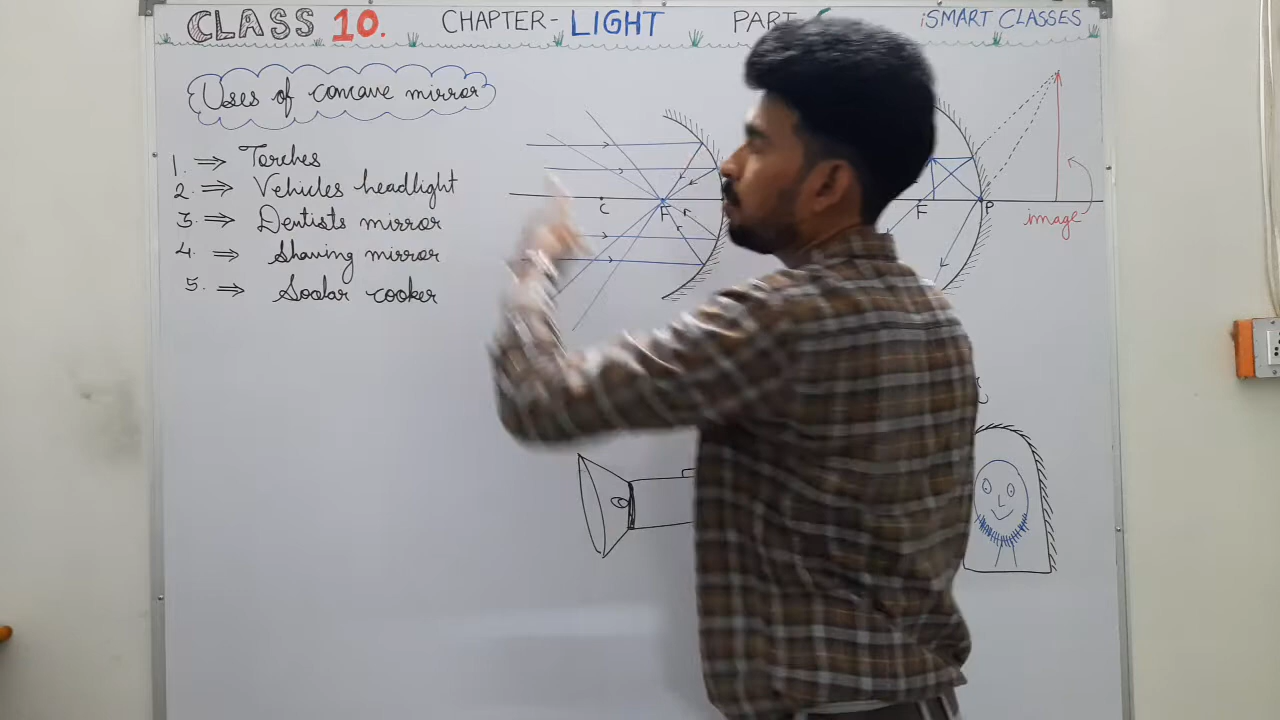 CLASS 10. CHAPTER- LIGHT PART iSMART CLASSES
Uses of concave mirror
1. ⇒ Torches
2. ⇒ Vehicles headlight
3. ⇒ Dentists mirror
4. ⇒ Shaving mirror
5. ⇒ Soalar cooker
C F
F P
image